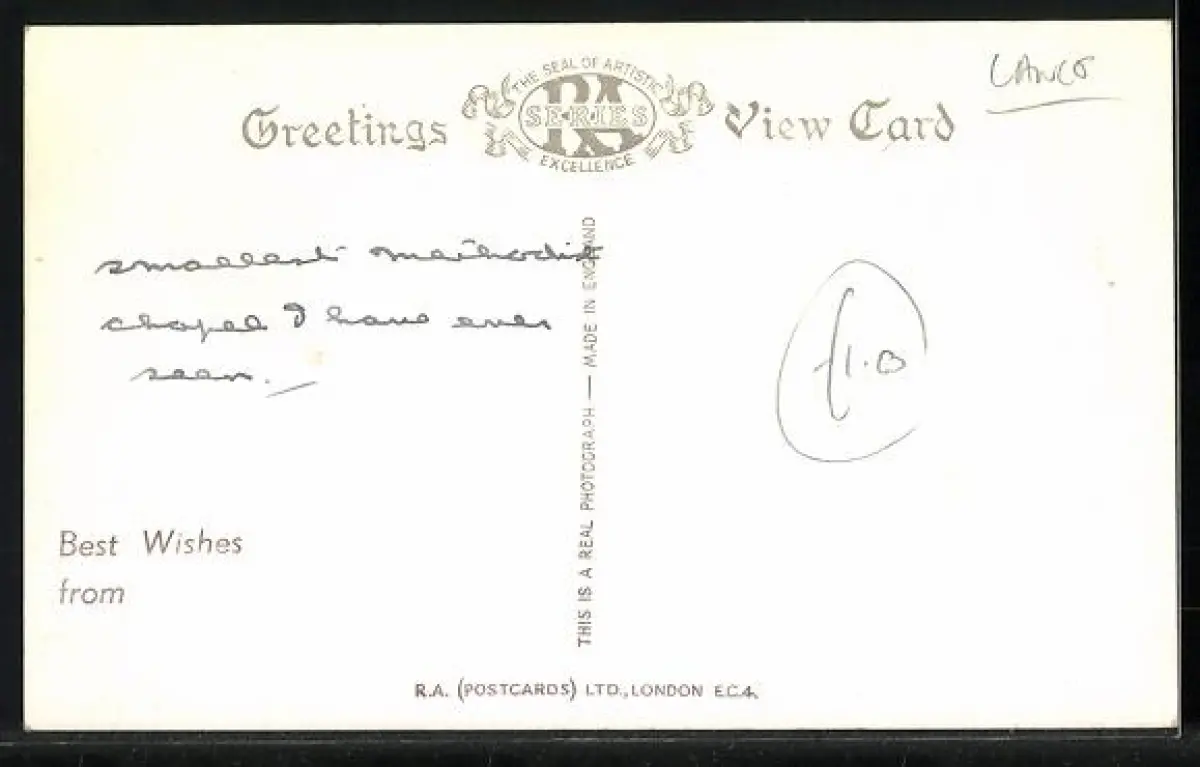 THE SEAL OF ARTISTIC
RA
SERIES
EXCELLENCE
Greetings View Card
smallest methodist
chapel I have ever
seen.
Best Wishes
from
THIS IS A REAL PHOTOGRAPH — MADE IN ENGLAND
£1.0
R.A. (POSTCARDS) LTD., LONDON E.C.4.